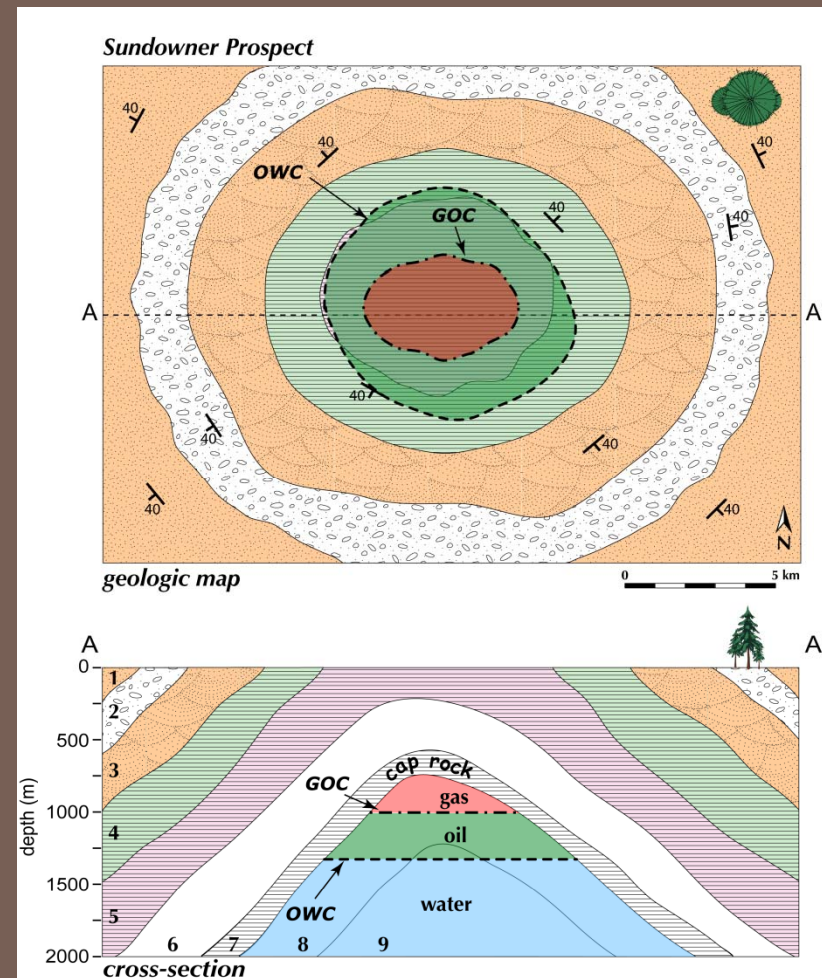 Sundowner Prospect
40
40
40
OWC
GOC
40
40
A
A
40
40
40
40
40
N
geologic map
0 5 km
A
A
0
500
1000
1500
2000
depth (m)
1
2
3
4
5
6
7
8
9
cap rock
GOC
gas
oil
OWC
water
cross-section